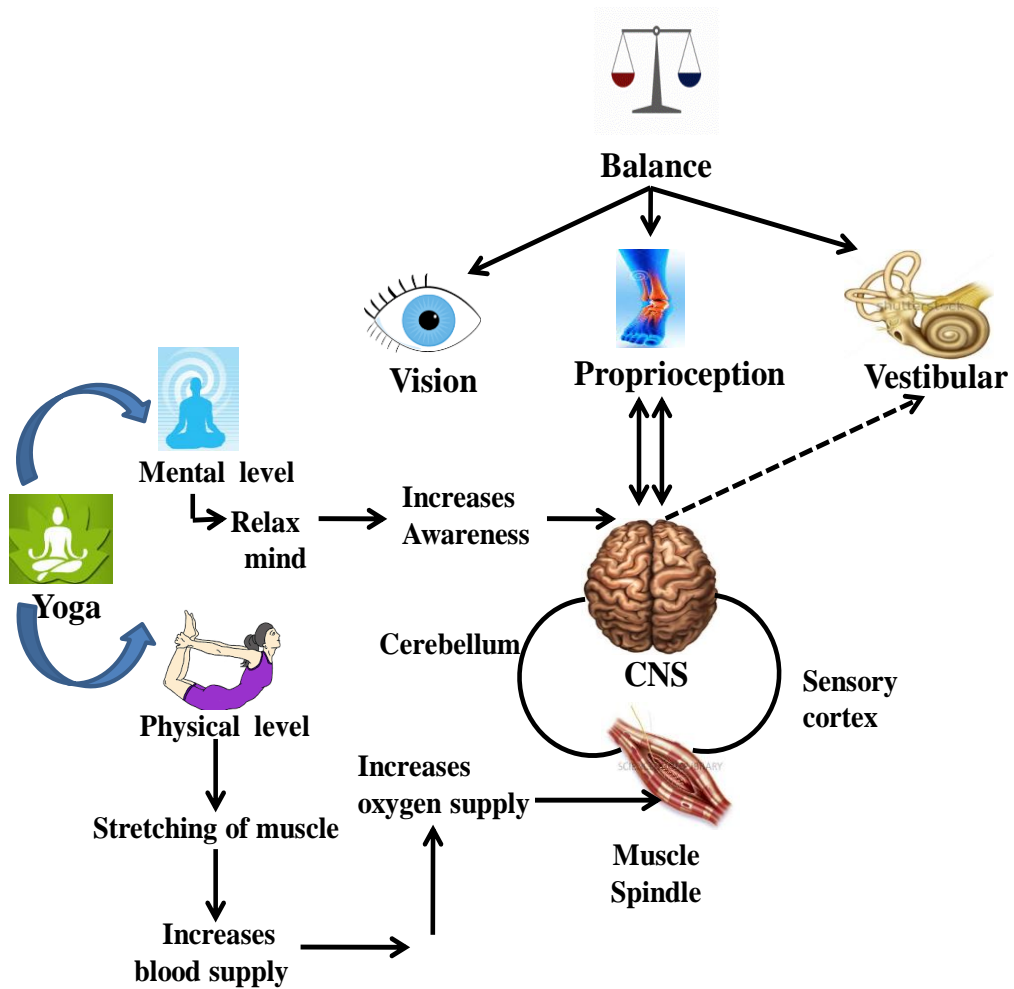 Balance
Vision
Proprioception
Vestibular
shutterstock
Mental level
Relax
mind
Increases
Awareness
Yoga
Cerebellum
CNS
Sensory
cortex
Physical level
Increases
oxygen supply
Stretching of muscle
Muscle
Spindle
Increases
blood supply